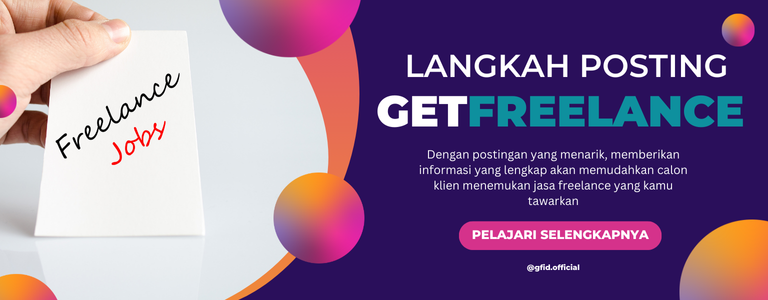 Freelance
Jobs
LANGKAH POSTING
GETFREELANCE
Dengan postingan yang menarik, memberikan
informasi yang lengkap akan memudahkan calon
klien menemukan jasa freelance yang kamu
tawarkan
PELAJARI SELENGKAPNYA
@gfid.official